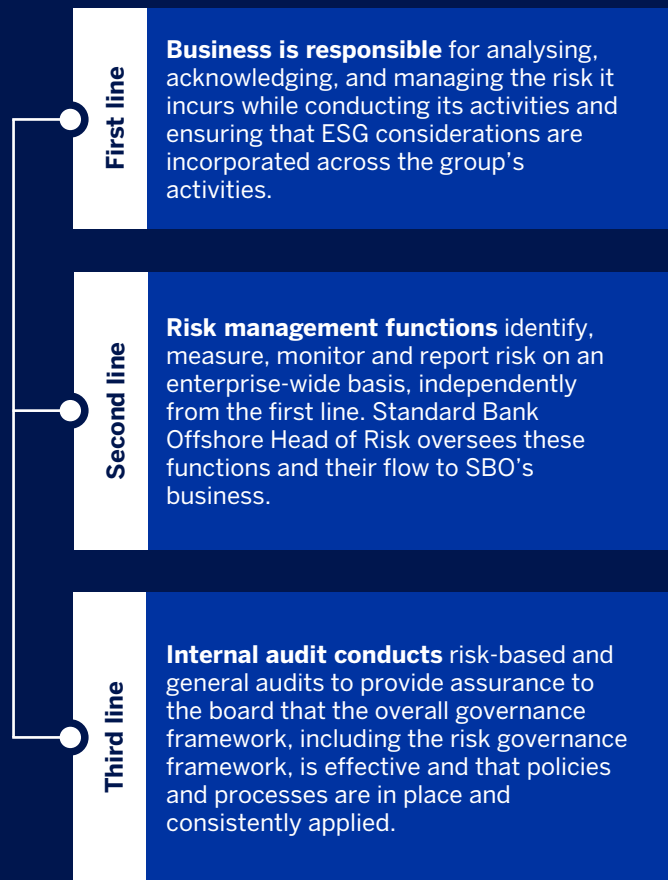 First line
Business is responsible for analysing,
acknowledging, and managing the risk it
incurs while conducting its activities and
ensuring that ESG considerations are
incorporated across the group's
activities.
Second line
Risk management functions identify,
measure, monitor and report risk on an
enterprise-wide basis, independently
from the first line. Standard Bank
Offshore Head of Risk oversees these
functions and their flow to SBO's
business.
Third line
Internal audit conducts risk-based and
general audits to provide assurance to
the board that the overall governance
framework, including the risk governance
framework, is effective and that policies
and processes are in place and
consistently applied.